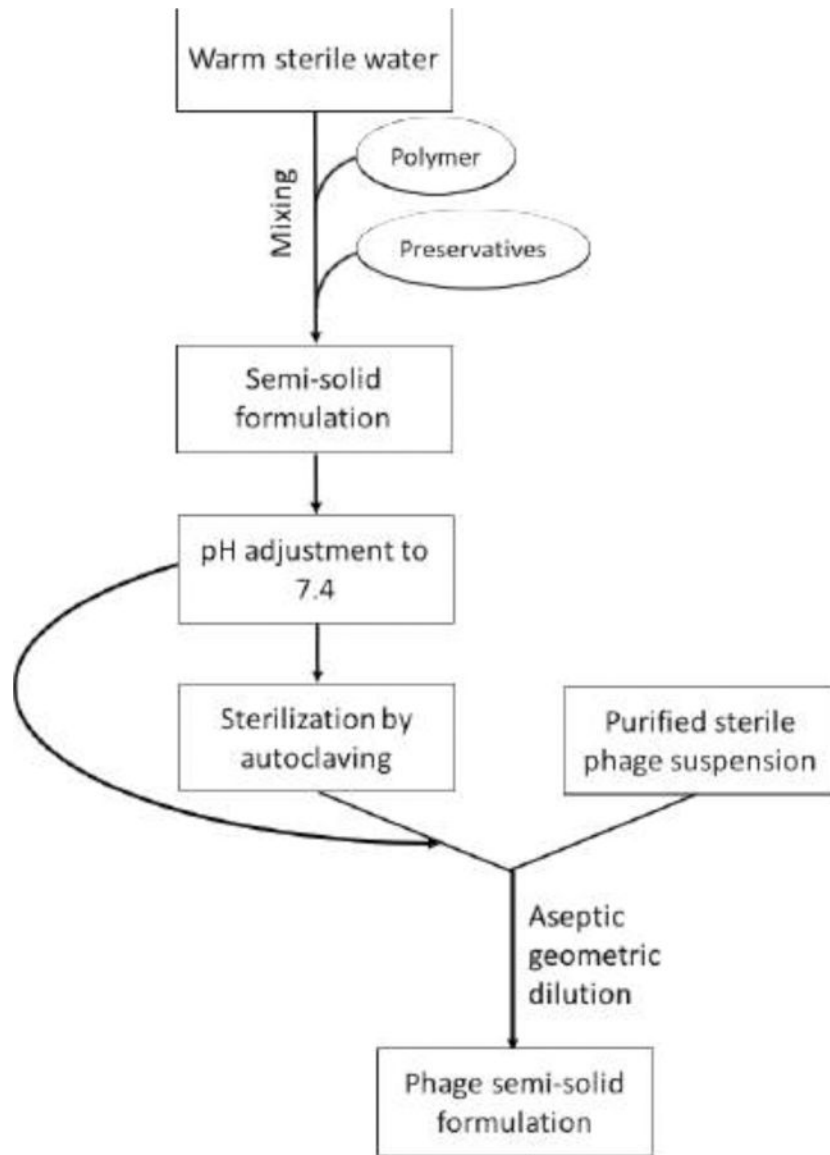 Warm sterile water
Polymer
Mixing
Preservatives
Semi-solid
formulation
pH adjustment to
7.4
Sterilization by
autoclaving
Purified sterile
phage suspension
Aseptic
geometric
dilution
Phage semi-solid
formulation